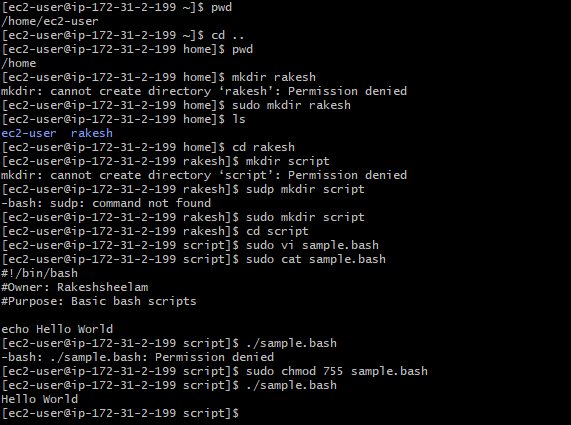 [ec2-user@ip-172-31-2-199 ~]$ pwd
/home/ec2-user
[ec2-user@ip-172-31-2-199 ~]$ cd ..
[ec2-user@ip-172-31-2-199 home]$ pwd
/home
[ec2-user@ip-172-31-2-199 home]$ mkdir rakesh
mkdir: cannot create directory ‘rakesh’: Permission denied
[ec2-user@ip-172-31-2-199 home]$ sudo mkdir rakesh
[ec2-user@ip-172-31-2-199 home]$ ls
ec2-user  rakesh
[ec2-user@ip-172-31-2-199 home]$ cd rakesh
[ec2-user@ip-172-31-2-199 rakesh]$ mkdir script
mkdir: cannot create directory ‘script’: Permission denied
[ec2-user@ip-172-31-2-199 rakesh]$ sudp mkdir script
-bash: sudp: command not found
[ec2-user@ip-172-31-2-199 rakesh]$ sudo mkdir script
[ec2-user@ip-172-31-2-199 rakesh]$ cd script
[ec2-user@ip-172-31-2-199 script]$ sudo vi sample.bash
[ec2-user@ip-172-31-2-199 script]$ sudo cat sample.bash
#!/bin/bash
#Owner: Rakeshsheelam
#Purpose: Basic bash scripts

echo Hello World
[ec2-user@ip-172-31-2-199 script]$ ./sample.bash
-bash: ./sample.bash: Permission denied
[ec2-user@ip-172-31-2-199 script]$ sudo chmod 755 sample.bash
[ec2-user@ip-172-31-2-199 script]$ ./sample.bash
Hello World
[ec2-user@ip-172-31-2-199 script]$